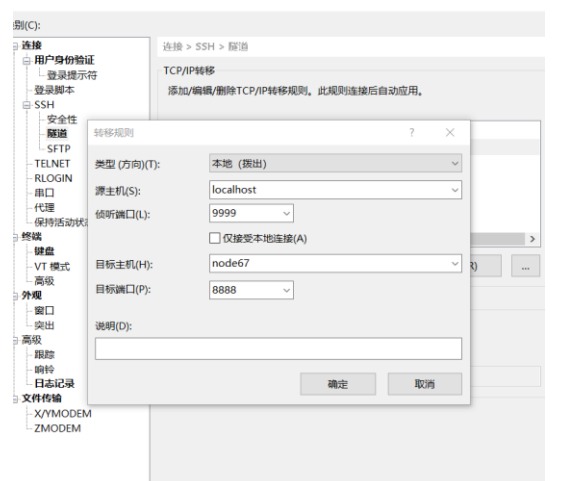 别(C):
连接
用户身份验证
登录提示符
登录脚本
SSH
安全性
隧道
SFTP
TELNET
RLOGIN
串口
代理
保持活动状
终端
键盘
VT 模式
高级
外观
窗口
突出
高级
跟踪
响铃
日志记录
文件传输
X/YMODEM
ZMODEM
连接 > SSH > 隧道
TCP/IP转移
添加/编辑/删除TCP/IP转移规则。此规则连接后自动应用。
转移规则 ? ×
类型 (方向)(T): 本地（拨出）
源主机(S): localhost
侦听端口(L): 9999
仅接受本地连接(A)
目标主机(H): node67
目标端口(P): 8888
说明(D):
确定 取消
R) ...